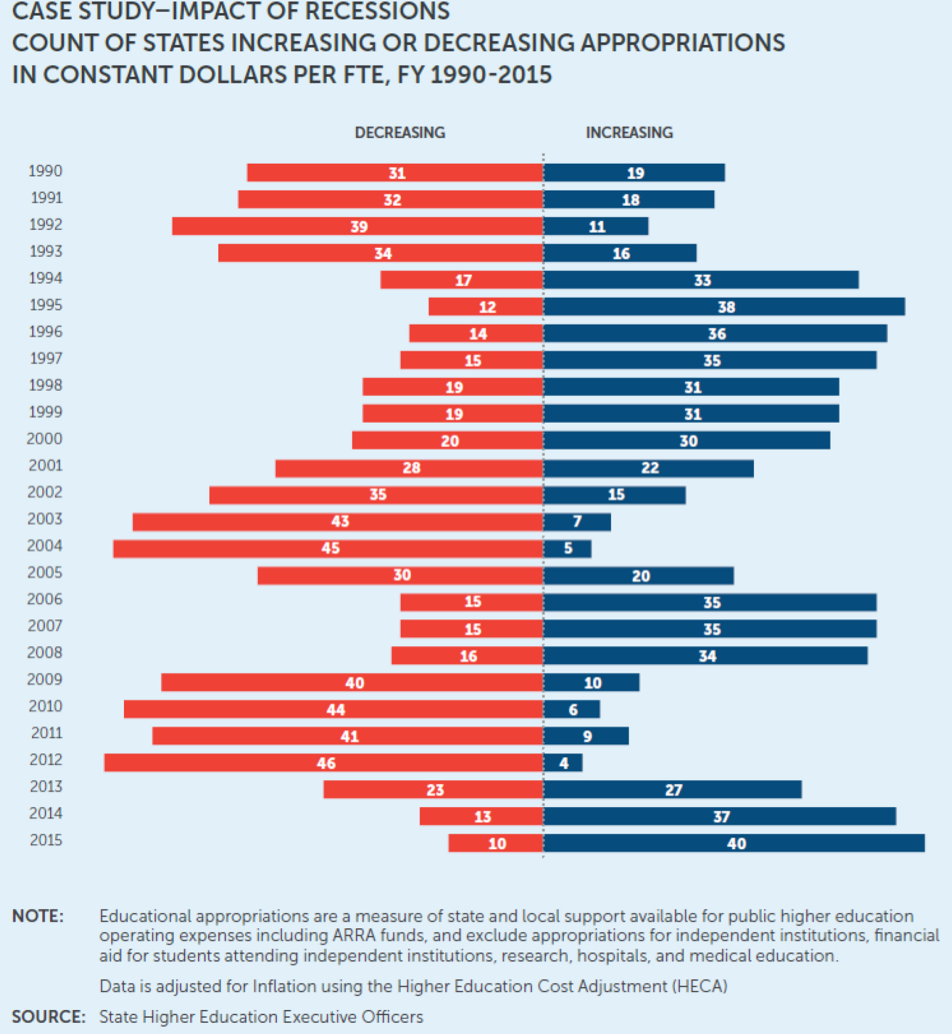 CASE STUDY–IMPACT OF RECESSIONS
COUNT OF STATES INCREASING OR DECREASING APPROPRIATIONS
IN CONSTANT DOLLARS PER FTE, FY 1990-2015
DECREASING INCREASING
1990 31 19
1991 32 18
1992 39 11
1993 34 16
1994 17 33
1995 12 38
1996 14 36
1997 15 35
1998 19 31
1999 19 31
2000 20 30
2001 28 22
2002 35 15
2003 43 7
2004 45 5
2005 30 20
2006 15 35
2007 15 35
2008 16 34
2009 40 10
2010 44 6
2011 41 9
2012 46 4
2013 23 27
2014 13 37
2015 10 40
NOTE: Educational appropriations are a measure of state and local support available for public higher education
operating expenses including ARRA funds, and exclude appropriations for independent institutions, financial
aid for students attending independent institutions, research, hospitals, and medical education.
Data is adjusted for Inflation using the Higher Education Cost Adjustment (HECA)
SOURCE: State Higher Education Executive Officers